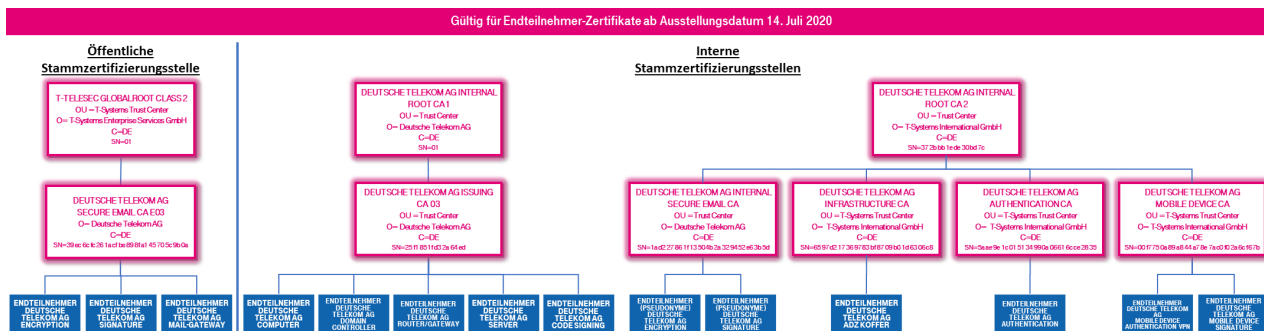 Gültig für Endteilnehmer-Zertifikate ab Ausstellungsdatum 14. Juli 2020
Öffentliche
Stammzertifizierungsstelle
Interne
Stammzertifizierungsstellen
T-TELESEC GLOBALROOT CLASS 2
OU =T-Systems Trust Center
O= T-Systems Enterprise Services GmbH
C=DE
SN=01
DEUTSCHE TELEKOM AG INTERNAL
ROOT CA 1
OU =Trust Center
O= Deutsche Telekom AG
C=DE
SN=01
DEUTSCHE TELEKOM AG INTERNAL
ROOT CA 2
OU =Trust Center
O= T-Systems International GmbH
C=DE
SN=372bbb1ede30bd7c
DEUTSCHE TELEKOM AG
SECURE EMAIL CA E03
O= Deutsche Telekom AG
C=DE
DEUTSCHE TELEKOM AG ISSUING
CA 03
OU =Trust Center
O= Deutsche Telekom AG
C=DE
SN=25f1851fd32a64ed
DEUTSCHE TELEKOM AG INTERNAL
SECURE EMAIL CA
OU =Trust Center
O= Deutsche Telekom AG
C=DE
SN=1ad227861f13504b2a329452e63b5d
DEUTSCHE TELEKOM AG
INFRASTRUCTURE CA
OU =T-Systems Trust Center
O= T-Systems International GmbH
C=DE
SN=6597d217369783bf8709b01d6306c8
DEUTSCHE TELEKOM AG
AUTHENTICATION CA
OU =T-Systems Trust Center
O= T-Systems International GmbH
C=DE
SN=5aae9e1c015134990a06616cce2835
DEUTSCHE TELEKOM AG
MOBILE DEVICE CA
OU =T-Systems Trust Center
O= T-Systems International GmbH
C=DE
ENDTEILNEHMER
DEUTSCHE
TELEKOM AG
ENCRYPTION
ENDTEILNEHMER
DEUTSCHE
TELEKOM AG
SIGNATURE
ENDTEILNEHMER
DEUTSCHE
TELEKOM AG
MAIL-GATEWAY
ENDTEILNEHMER
DEUTSCHE
TELEKOM AG
COMPUTER
ENDTEILNEHMER
DEUTSCHE
TELEKOM AG
DOMAIN
CONTROLLER
ENDTEILNEHMER
DEUTSCHE
TELEKOM AG
ROUTER/GATEWAY
ENDTEILNEHMER
DEUTSCHE
TELEKOM AG
SERVER
ENDTEILNEHMER
DEUTSCHE
TELEKOM AG
CODE SIGNING
ENDTEILNEHMER
(PSEUDONYME)
DEUTSCHE
TELEKOM AG
ENCRYPTION
ENDTEILNEHMER
(PSEUDONYME)
DEUTSCHE
TELEKOM AG
SIGNATURE
ENDTEILNEHMER
DEUTSCHE
TELEKOM AG
ADZ KOFFER
ENDTEILNEHMER
DEUTSCHE
TELEKOM AG
AUTHENTICATION
ENDTEILNEHMER
DEUTSCHE TELEKOM
AG
MOBILE DEVICE
AUTHENTICATION VPN
ENDTEILNEHMER
DEUTSCHE
TELEKOM AG
MOBILE DEVICE
SIGNATURE